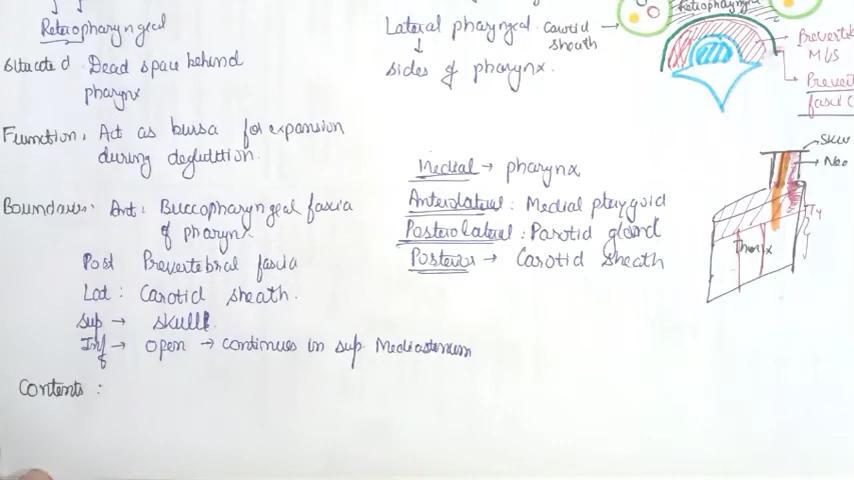 Retropharyngeal
Situated Dead space behind
pharynx
Function: Act as bursa for expansion
during deglutition.
Boundaries: Ant: Buccopharyngeal fascia
of pharynx
Post Prevertebral fascia
Lat: Carotid sheath.
Sup → skull
Inf → open → continues in sup. Mediastinum
Contents:
Lateral pharyngeal
sides of pharynx.
Medial → pharynx
Anterolateral: Medial pterygoid
Posterolateral: Parotid gland
Posterior → Carotid sheath
Carotid
sheath
Retropharyngeal
Preverte
M/S
Prevert
fascia
Skull
Nec
T4
Thorax